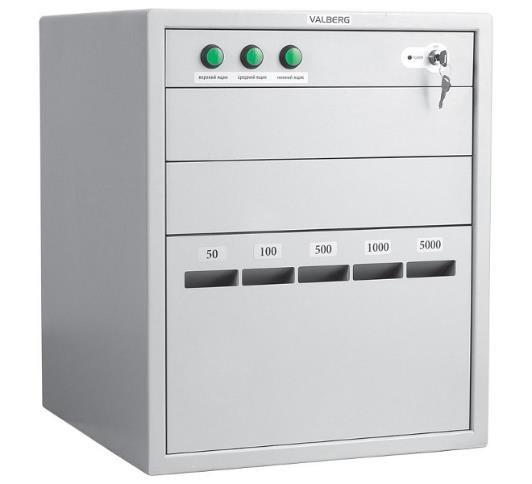 VALBERG
верхний ящик средний ящик нижний ящик
50 100 500 1000 5000